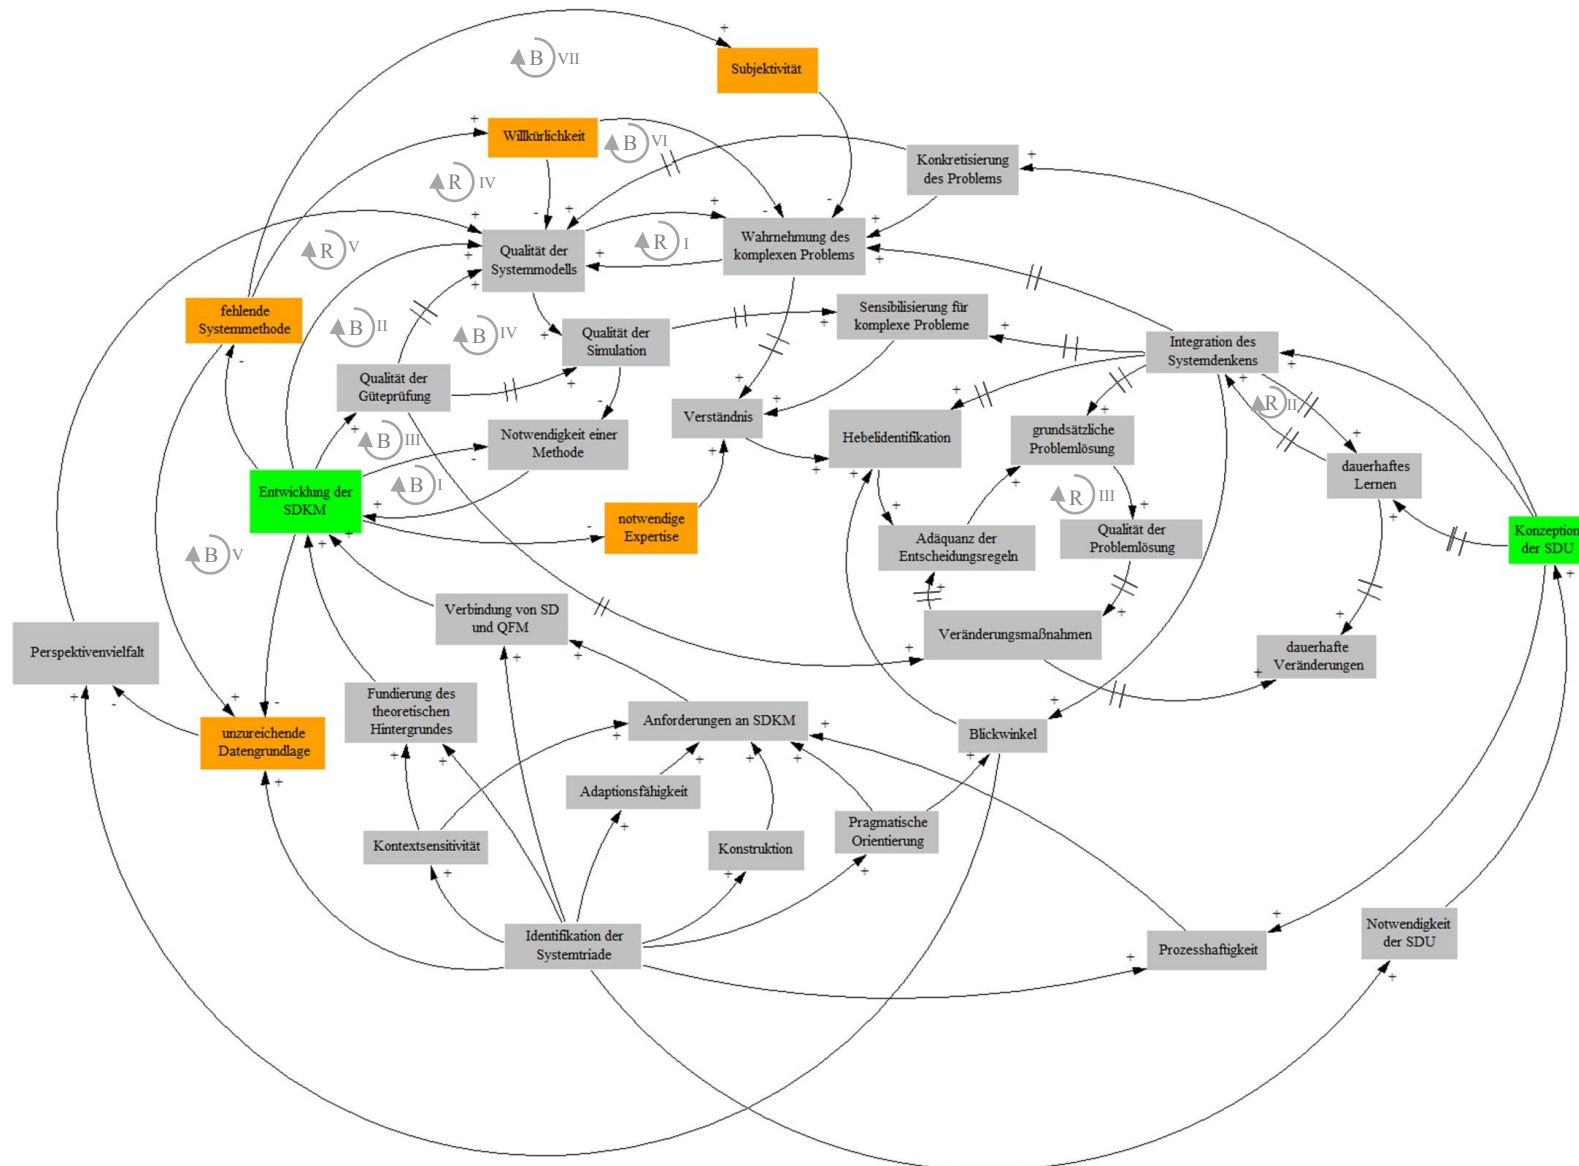 B VII
Subjektivität
Willkürlichkeit
B VI
Konkretisierung
des Problems
R IV
R V
Qualität der
Systemmodells
R I
Wahrnehmung des
komplexen Problems
fehlende
Systemmethode
B II
B IV
Qualität der
Simulation
Sensibilisierung für
komplexe Probleme
Integration des
Systemdenkens
Qualität der
Güteprüfung
R II
Verständnis
Hebelidentifikation
grundsätzliche
Problemlösung
B III
Notwendigkeit einer
Methode
dauerhaftes
Lernen
Entwicklung der
SDKM
B I
R III
notwendige
Expertise
Adäquanz der
Entscheidungsregeln
Qualität der
Problemlösung
Konzeption
der SDU
B V
Verbindung von SD
und QFM
Perspektivenvielfalt
Veränderungsmaßnahmen
dauerhafte
Veränderungen
Fundierung des
theoretischen
Hintergrundes
Anforderungen an SDKM
Blickwinkel
unzureichende
Datengrundlage
Adaptionsfähigkeit
Kontextsensitivität
Konstruktion
Pragmatische
Orientierung
Identifikation der
Systemtriade
Prozesshaftigkeit
Notwendigkeit
der SDU